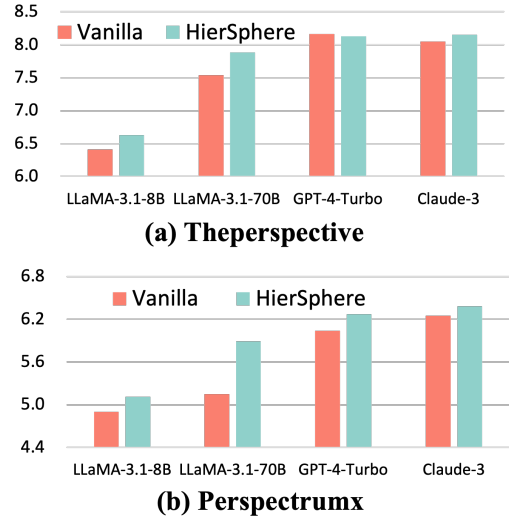 8.5
Vanilla HierSphere
8.0
7.5
7.0
6.5
6.0
LLaMA-3.1-8B LLaMA-3.1-70B GPT-4-Turbo Claude-3
(a) Theperspective
6.8
Vanilla HierSphere
6.2
5.6
5.0
4.4
LLaMA-3.1-8B LLaMA-3.1-70B GPT-4-Turbo Claude-3
(b) Perspectrumx